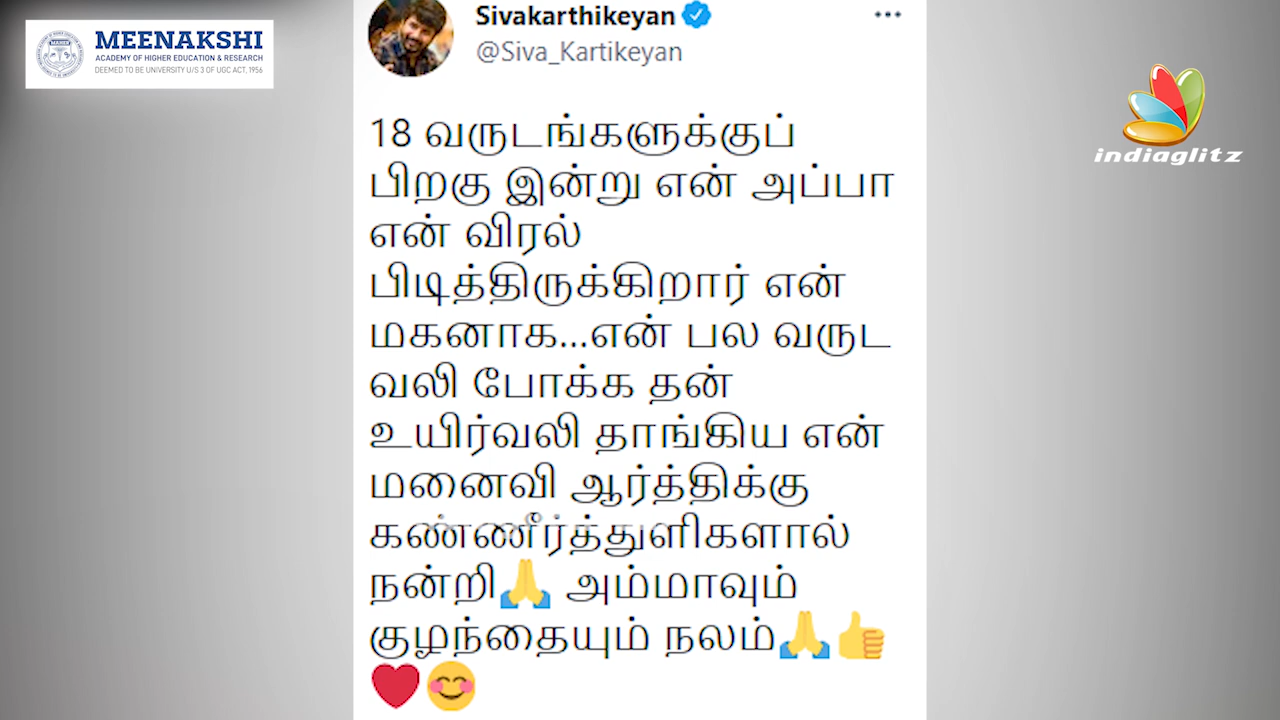 MEENAKSHI
ACADEMY OF HIGHER EDUCATION & RESEARCH
DEEMED TO BE UNIVERSITY U/S 3 OF UGC ACT, 1956
Sivakarthikeyan
@Siva_Kartikeyan
indiaglitz
18 வருடங்களுக்குப்
பிறகு இன்று என் அப்பா
என் விரல்
பிடித்திருக்கிறார் என்
மகனாக...என் பல வருட
வலி போக்க தன்
உயிர்வலி தாங்கிய என்
மனைவி ஆர்த்திக்கு
கண்ணீர்த்துளிகளால்
நன்றி🙏 அம்மாவும்
குழந்தையும் நலம்🙏👍
❤️😊